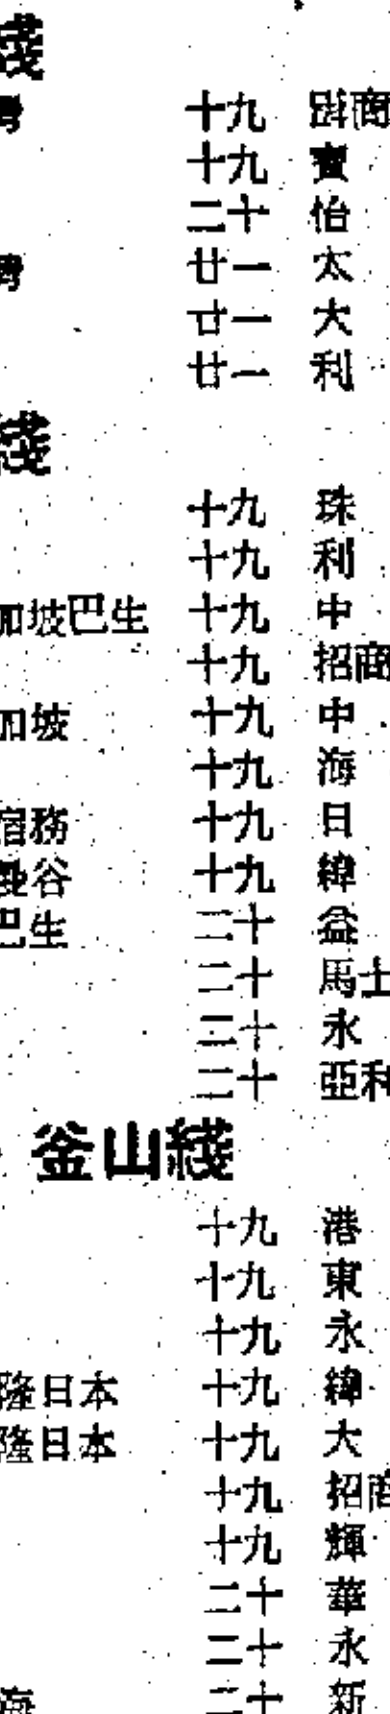 綫
十九 商
十九 寶
二十 怡
廿一 太
廿一 大
廿一 利
綫
十九 珠
十九 利
加坡巴生 十九 中
十九 招商
加坡 十九 中
十九 海
宿務 十九 日
曼谷 十九 緯
巴生 二十 益
二十 馬士
二十 永
二十 亞利
釜山綫
十九 港
十九 東
十九 永
隆日本 十九 緯
隆日本 十九 大
十九 招商
十九 輝
二十 華
二十 永
海 二十 新